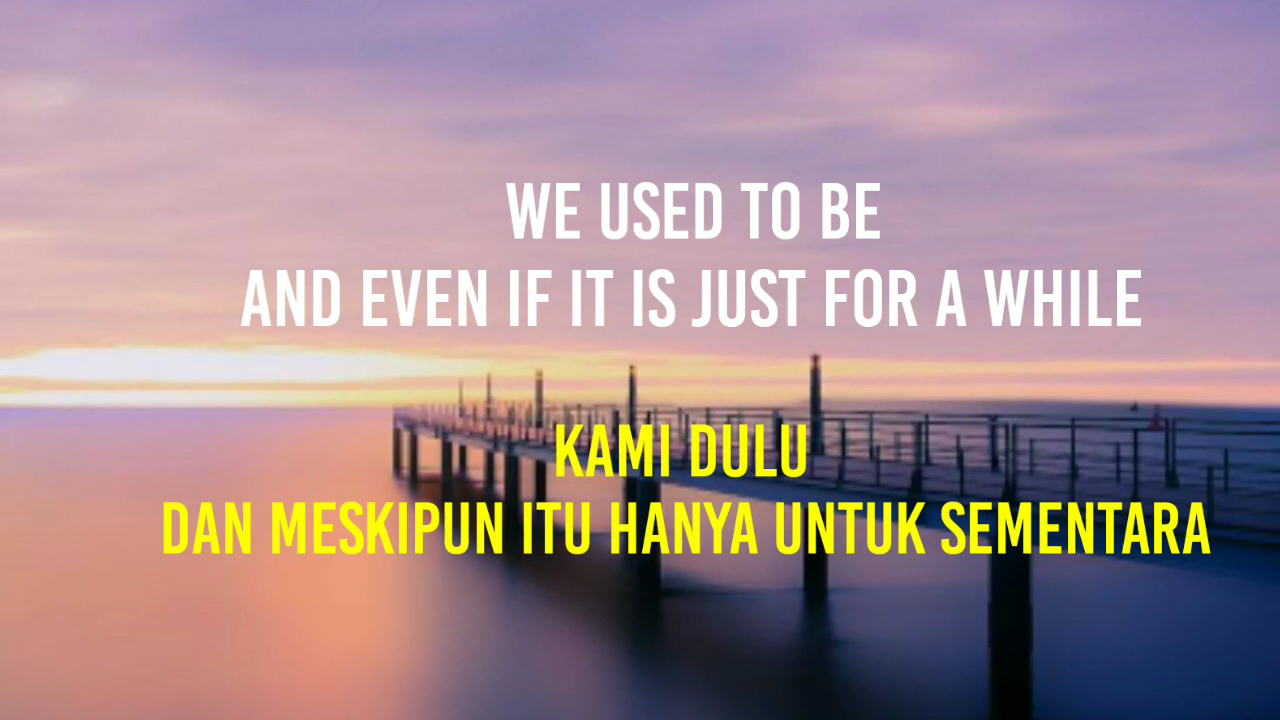 WE USED TO BE
AND EVEN IF IT IS JUST FOR A WHILE
KAMI DULU
DAN MESKIPUN ITU HANYA UNTUK SEMENTARA